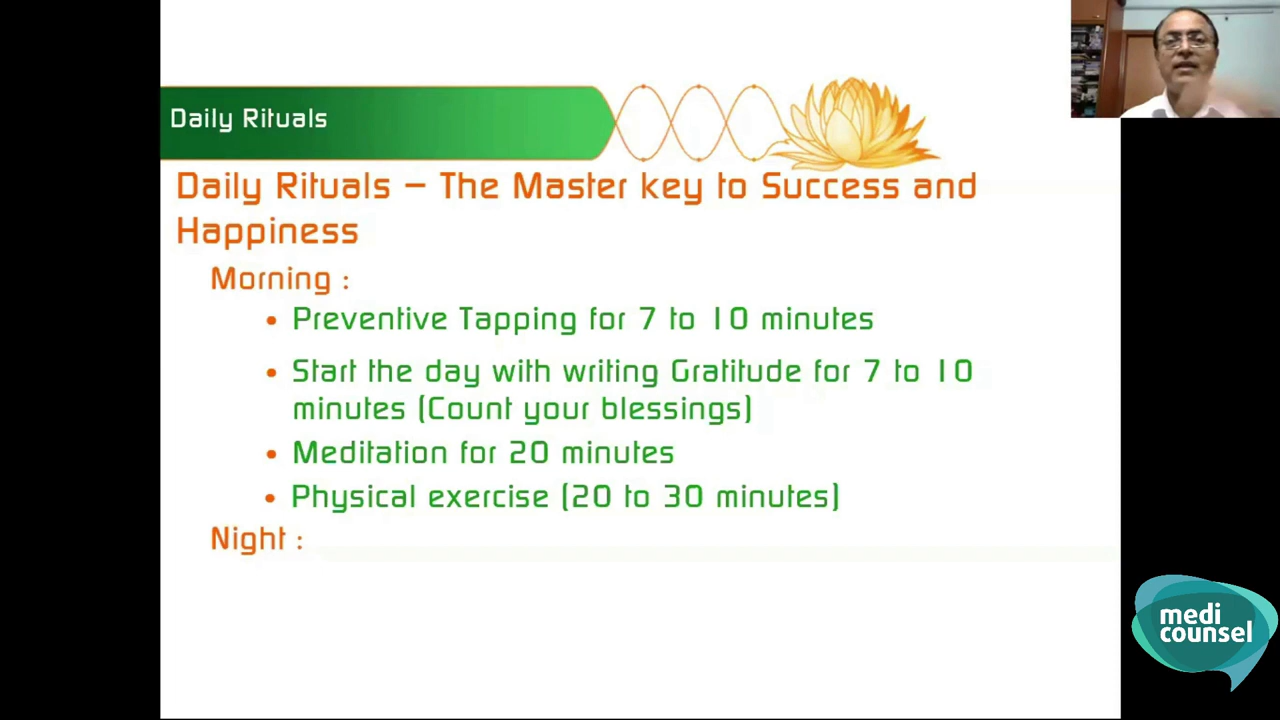 Daily Rituals
Daily Rituals – The Master key to Success and
Happiness
Morning :
• Preventive Tapping for 7 to 10 minutes
• Start the day with writing Gratitude for 7 to 10
minutes (Count your blessings)
• Meditation for 20 minutes
• Physical exercise (20 to 30 minutes)
Night :
medi
counsel